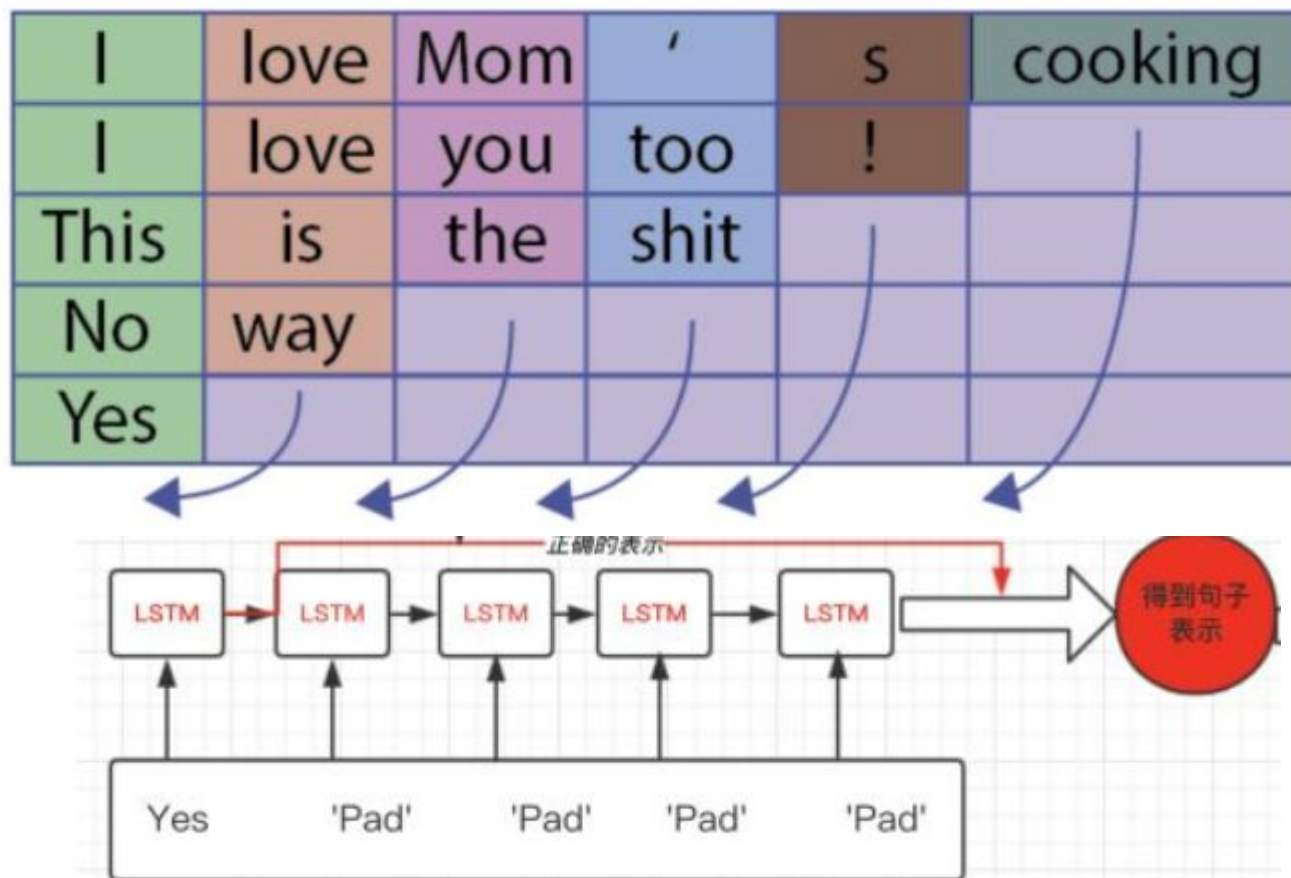 I love Mom ‘ s cooking
I love you too !
This is the shit
No way
Yes
正确的表示
LSTM LSTM LSTM LSTM LSTM
得到句子
表示
Yes 'Pad' 'Pad' 'Pad' 'Pad'